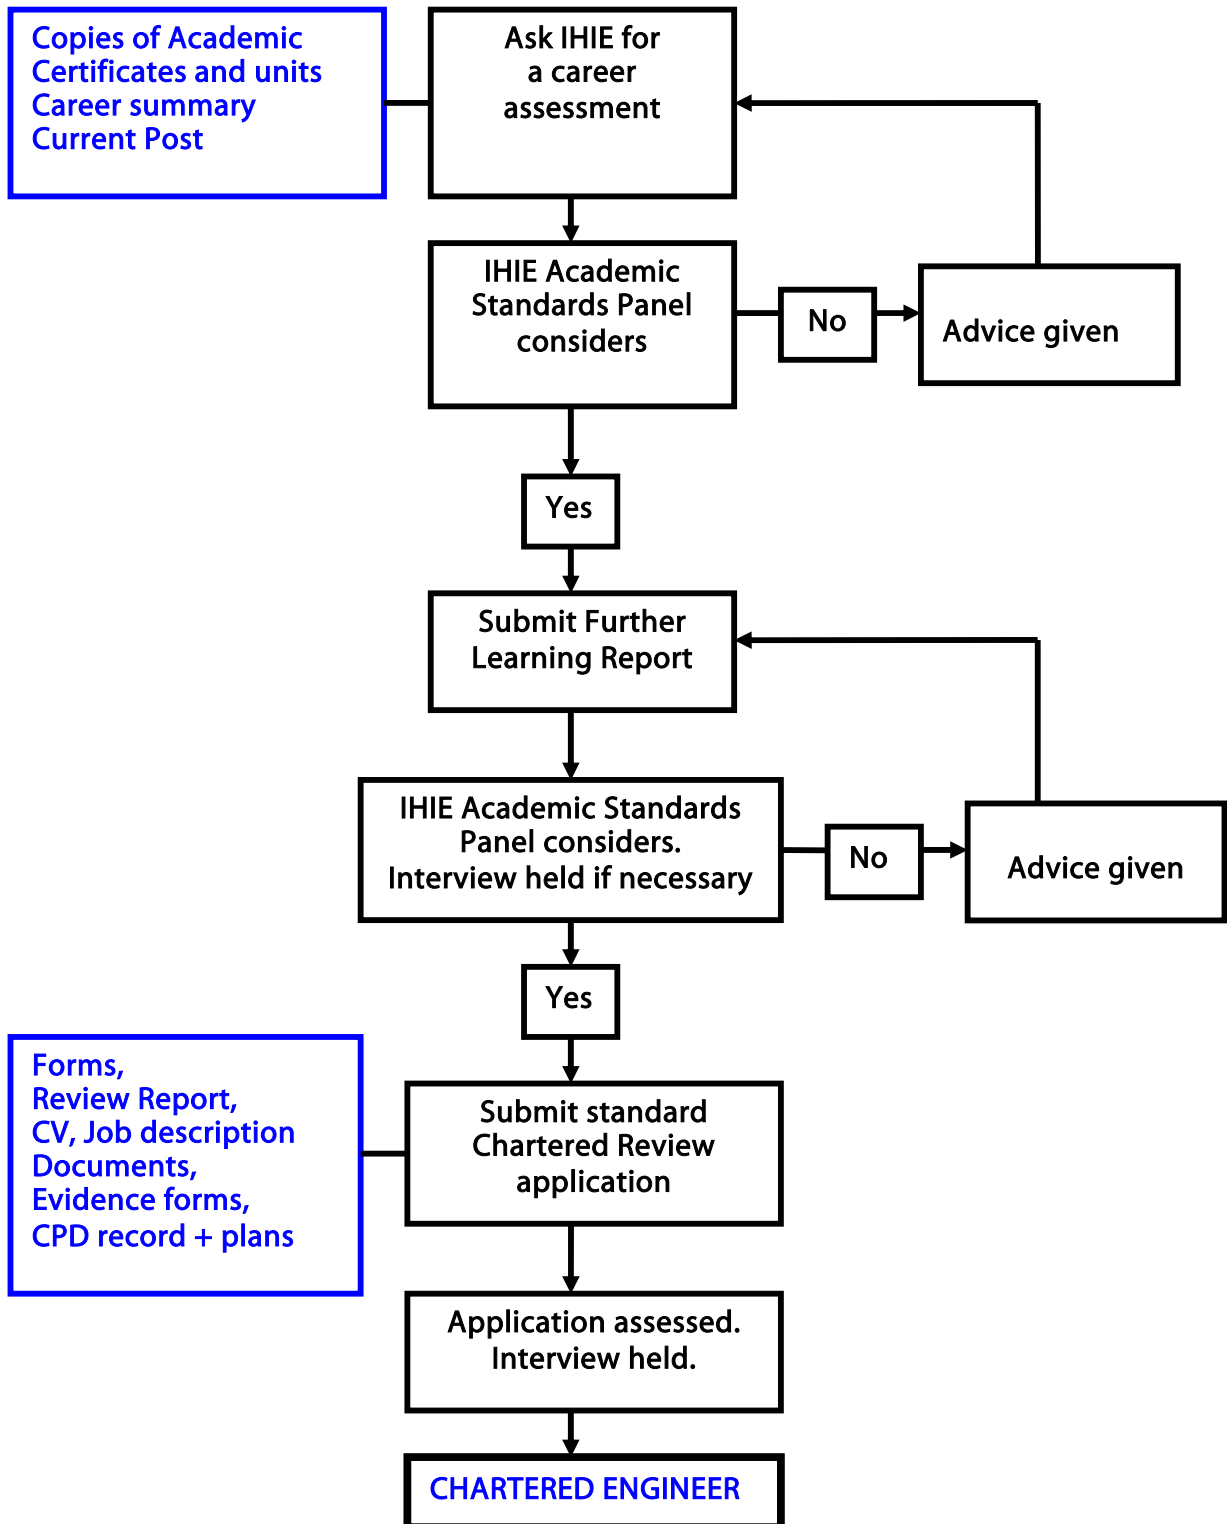 Copies of Academic
Certificates and units
Career summary
Current Post
Ask IHIE for
a career
assessment
IHIE Academic
Standards Panel
considers
No
Advice given
Yes
Submit Further
Learning Report
IHIE Academic Standards
Panel considers.
Interview held if necessary
No
Advice given
Yes
Forms,
Review Report,
CV, Job description
Documents,
Evidence forms,
CPD record + plans
Submit standard
Chartered Review
application
Application assessed.
Interview held.
CHARTERED ENGINEER